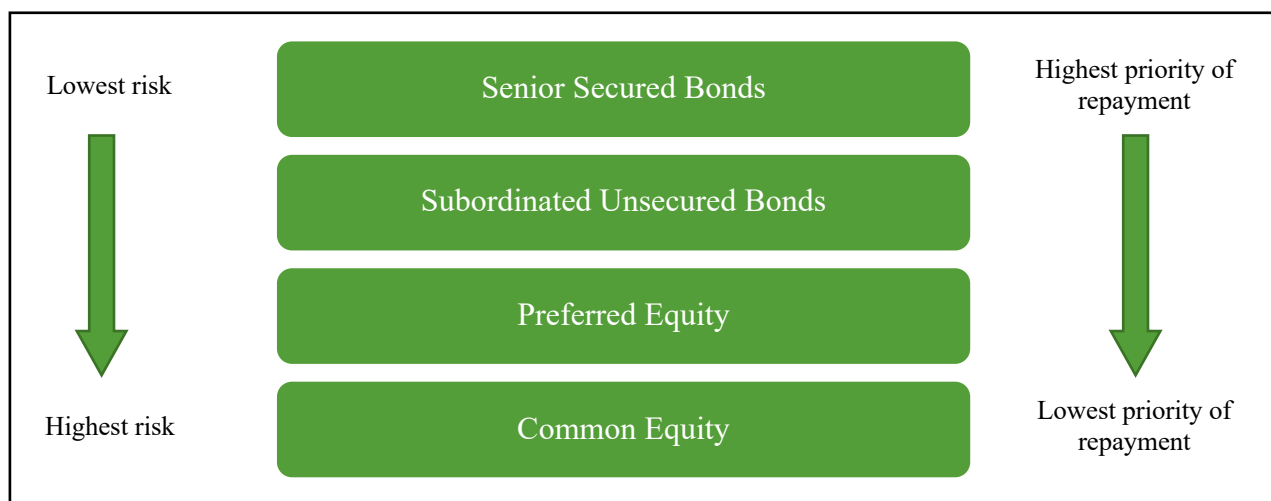 Lowest risk
Senior Secured Bonds
Highest priority of
repayment
Subordinated Unsecured Bonds
Preferred Equity
Highest risk
Common Equity
Lowest priority of
repayment